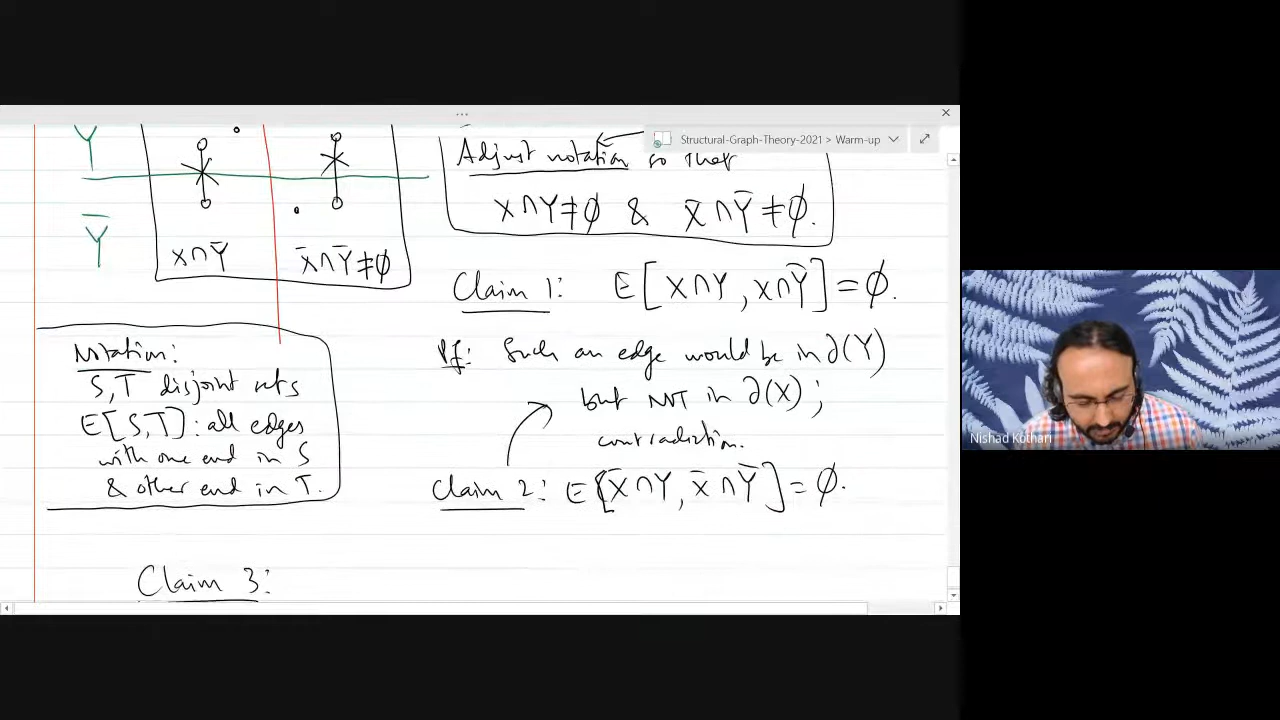 Structural-Graph-Theory-2021 > Warm-up
Y
Adjust notation so that
X∩Y≠∅ & X̄∩Ȳ≠∅.
Ȳ
X∩Ȳ
X̄∩Ȳ≠∅
Claim 1: E[X∩Y, X∩Ȳ] = ∅.
Pf: Such an edge would be in ∂(Y)
but NOT in ∂(X);
contradiction.
Claim 2: E[X̄∩Y, X̄∩Ȳ] = ∅.
Notation:
S, T disjoint sets
E[S,T]: all edges
with one end in S
& other end in T.
Claim 3:
Nishad Kothari